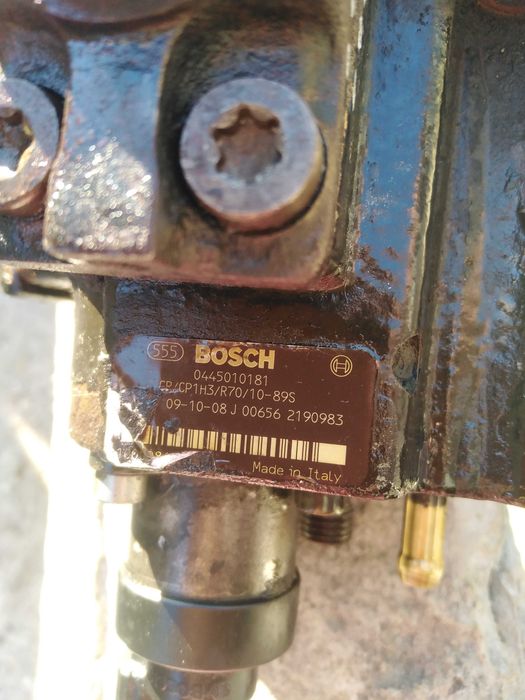 555 BOSCH
0445010181
CP/CP1H3/R70/10-89S
09-10-08 J 00656 2190983
Made in Italy